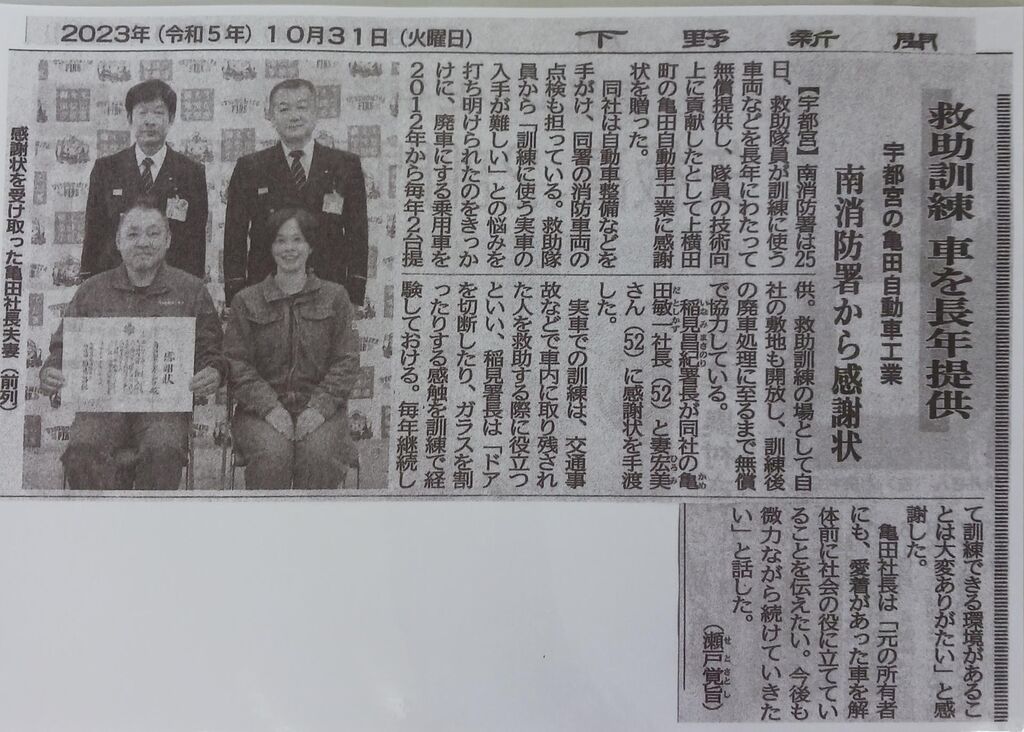 2023年(令和5年)10月31日(火曜日)
下野新聞
救助訓練 車を長年提供
宇都宮の亀田自動車工業
南消防署から感謝状
【宇都宮】南消防署は25
日、救助隊員が訓練に使う
車両などを長年にわたって
無償提供し、隊員の技術向
上に貢献したとして上横田
町の亀田自動車工業に感謝
状を贈った。
同社は自動車整備などを
手がけ、同署の消防車両の
点検も担っている。救助隊
員から「訓練に使う実車の
入手が難しい」との悩みを
打ち明けられたのをきっか
けに、廃車にする乗用車を
2012年から毎年2台提
供。救助訓練の場として自
社の敷地も開放し、訓練後
の廃車処理に至るまで無償
で協力している。
稲見昌紀署長が同社の亀
田敏一社長(52)と妻宏美
さん(52)に感謝状を手渡
した。
実車での訓練は、交通事
故などで車内に取り残され
た人を救助する際に役立つ
といい、稲見署長は「ドア
を切断したり、ガラスを割
ったりする感触を訓練で経
験しておける。毎年継続し
て訓練できる環境があるこ
とは大変ありがたい」と感
謝した。
亀田社長は「元の所有者
にも、愛着があった車を解
体前に社会の役に立ててい
ることを伝えたい。今後も
微力ながら続けていきた
い」と話した。
(瀬戸覚旨)
感謝状を受け取った亀田社長夫妻(前列)
感謝状